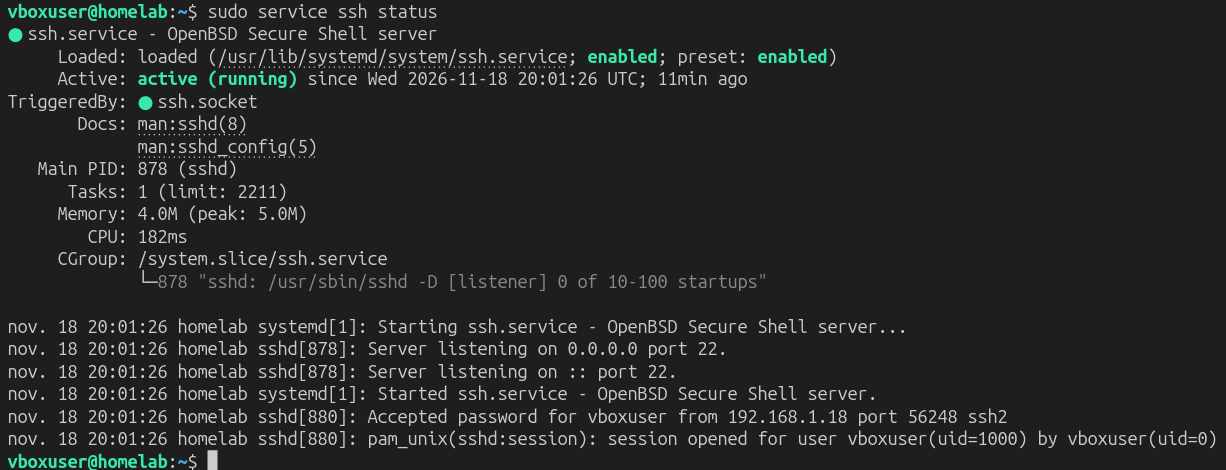 vboxuser@homelab:~$ sudo service ssh status
● ssh.service - OpenBSD Secure Shell server
Loaded: loaded (/usr/lib/systemd/system/ssh.service; enabled; preset: enabled)
Active: active (running) since Wed 2026-11-18 20:01:26 UTC; 11min ago
TriggeredBy: ● ssh.socket
Docs: man:sshd(8)
man:sshd_config(5)
Main PID: 878 (sshd)
Tasks: 1 (limit: 2211)
Memory: 4.0M (peak: 5.0M)
CPU: 182ms
CGroup: /system.slice/ssh.service
└─878 "sshd: /usr/sbin/sshd -D [listener] 0 of 10-100 startups"
nov. 18 20:01:26 homelab systemd[1]: Starting ssh.service - OpenBSD Secure Shell server...
nov. 18 20:01:26 homelab sshd[878]: Server listening on 0.0.0.0 port 22.
nov. 18 20:01:26 homelab sshd[878]: Server listening on :: port 22.
nov. 18 20:01:26 homelab systemd[1]: Started ssh.service - OpenBSD Secure Shell server.
nov. 18 20:01:26 homelab sshd[880]: Accepted password for vboxuser from 192.168.1.18 port 56248 ssh2
nov. 18 20:01:26 homelab sshd[880]: pam_unix(sshd:session): session opened for user vboxuser(uid=1000) by vboxuser(uid=0)
vboxuser@homelab:~$